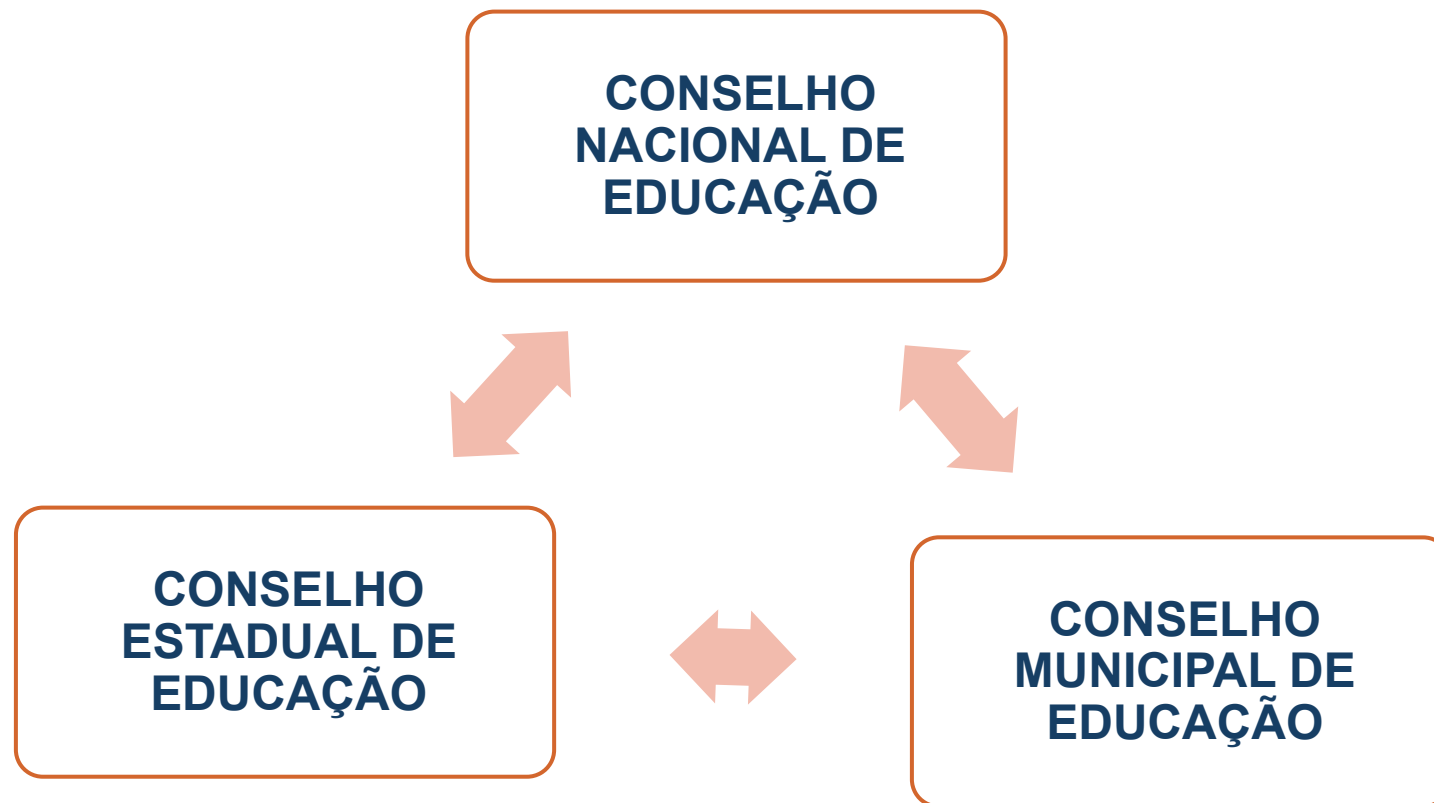 CONSELHO
NACIONAL DE
EDUCAÇÃO
CONSELHO
ESTADUAL DE
EDUCAÇÃO
CONSELHO
MUNICIPAL DE
EDUCAÇÃO